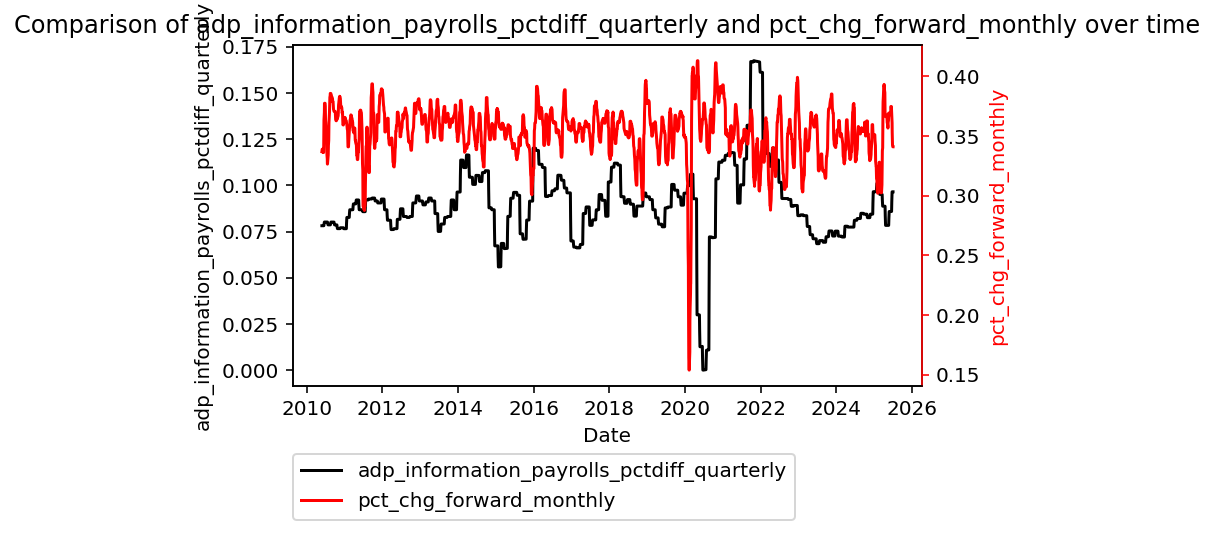 Comparison of adp_information_payrolls_pctdiff_quarterly and pct_chg_forward_monthly over time
adp_information_payrolls_pctdiff_quarterly
0.175
0.150
0.125
0.100
0.075
0.050
0.025
0.000
0.40
0.35
0.30
0.25
0.20
0.15
pct_chg_forward_monthly
2010 2012 2014 2016 2018 2020 2022 2024 2026
Date
adp_information_payrolls_pctdiff_quarterly
pct_chg_forward_monthly